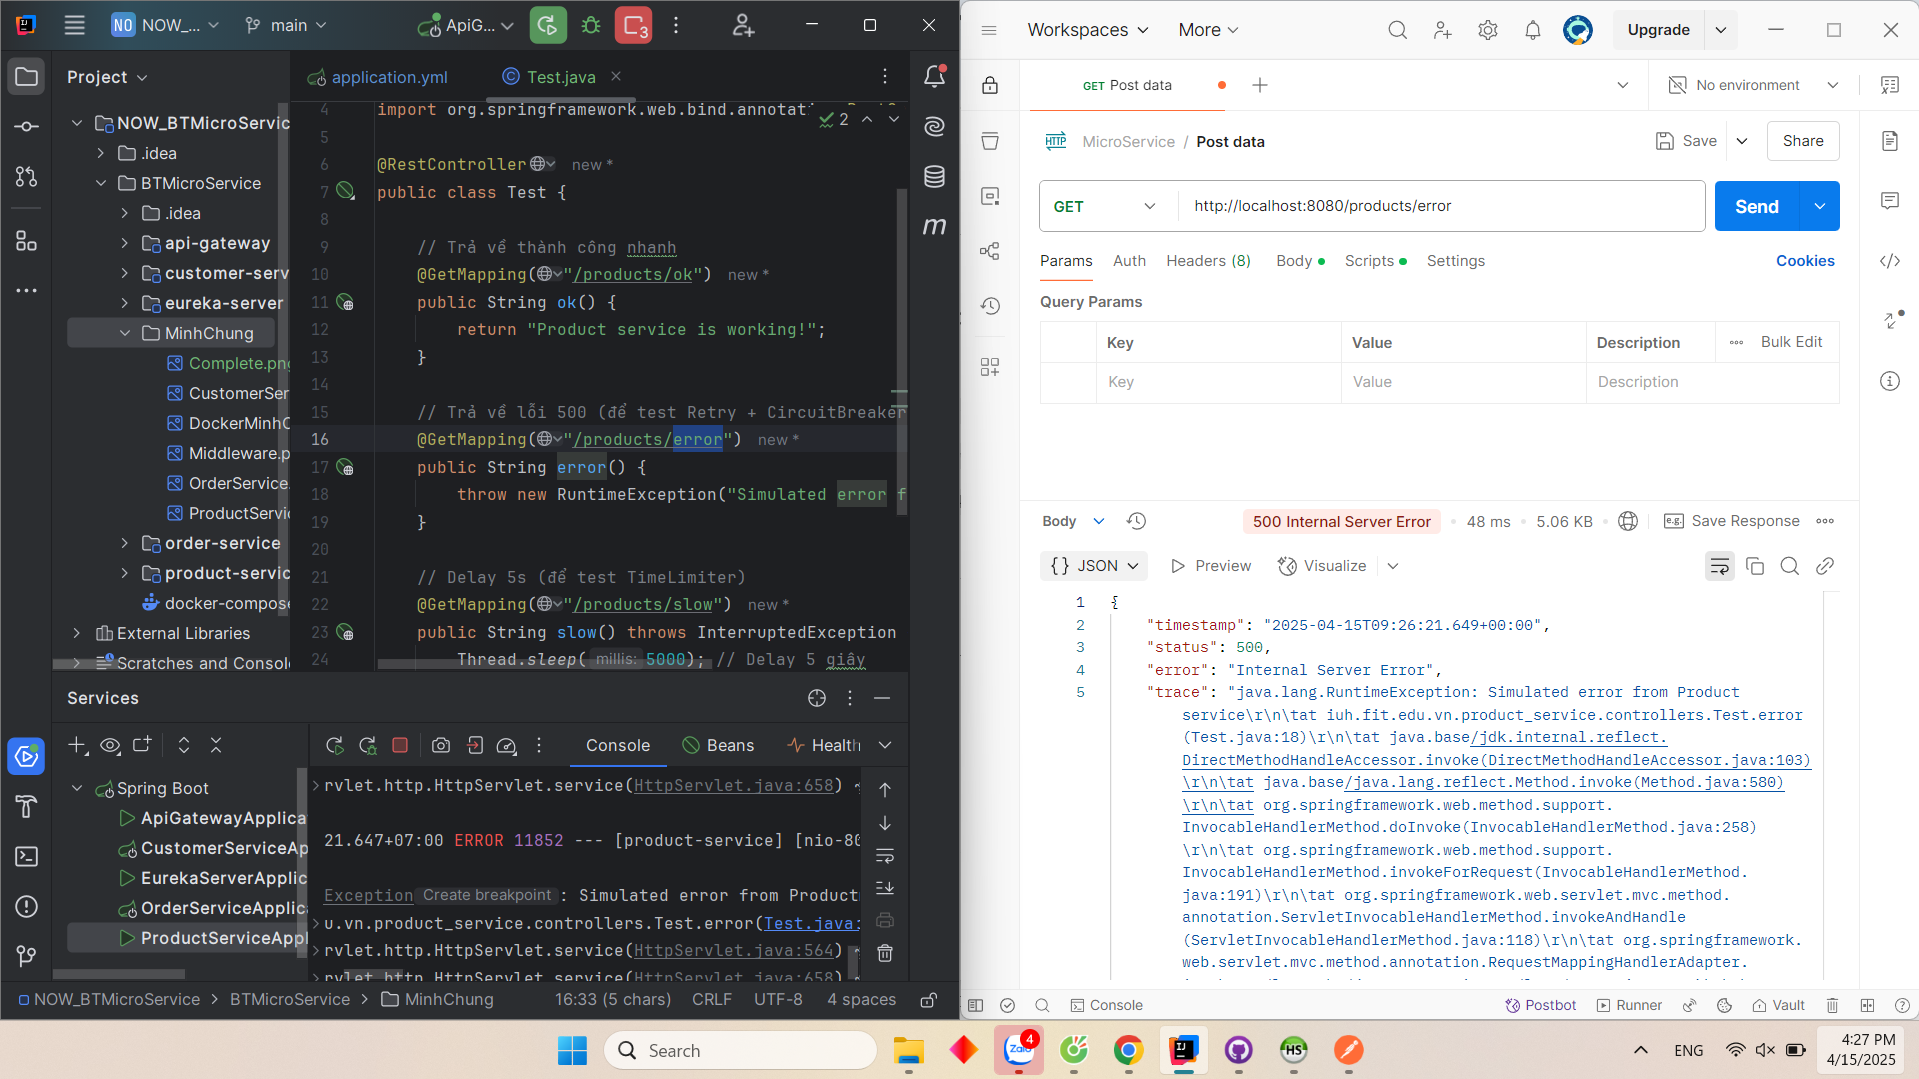 NO NOW_...
main
ApiG...
3
Project
application.yml
Test.java
NOW_BTMicroServic
.idea
BTMicroService
.idea
api-gateway
customer-serv
eureka-server
MinhChung
Complete.png
CustomerSer
DockerMinhC
Middleware.p
OrderService.
ProductServic
order-service
product-servic
docker-compose
External Libraries
Scratches and Consol
4 import org.springframework.web.bind.annotati
2
5
6 @RestController new *
7 public class Test {
8
9 // Trả về thành công nhanh
10 @GetMapping("/products/ok") new *
11 public String ok() {
12 return "Product service is working!";
13 }
14
15 // Trả về lỗi 500 (để test Retry + CircuitBreaker
16 @GetMapping("/products/error") new *
17 public String error() {
18 throw new RuntimeException("Simulated error f
19 }
20
21 // Delay 5s (để test TimeLimiter)
22 @GetMapping("/products/slow") new *
23 public String slow() throws InterruptedException
24 Thread.sleep( millis: 5000); // Delay 5 giây
Services
Console
Beans
Health
Spring Boot
ApiGatewayApplica
CustomerServiceAp
EurekaServerApplic
OrderServiceApplic
ProductServiceAppl
rvlet.http.HttpServlet.service(HttpServlet.java:658) ~
21.647+07:00 ERROR 11852 --- [product-service] [nio-80
Exception Create breakpoint : Simulated error from Product
u.vn.product_service.controllers.Test.error(Test.java:
rvlet.http.HttpServlet.service(HttpServlet.java:564) ~
rvlet.http.HttpServlet.service(HttpServlet.java:658) ~
NOW_BTMicroService > BTMicroService > MinhChung
16:33 (5 chars) CRLF UTF-8 4 spaces
Workspaces
More
Upgrade
GET Post data
No environment
HTTP MicroService / Post data
Save
Share
GET
http://localhost:8080/products/error
Send
Params Auth Headers (8) Body Scripts Settings
Cookies
Query Params
Key Value Description Bulk Edit
Key Value Description
Body
500 Internal Server Error
48 ms
5.06 KB
e.g. Save Response
{} JSON
Preview
Visualize
1 {
2 "timestamp": "2025-04-15T09:26:21.649+00:00",
3 "status": 500,
4 "error": "Internal Server Error",
5 "trace": "java.lang.RuntimeException: Simulated error from Product
service\r\n\tat iuh.fit.edu.vn.product_service.controllers.Test.error
(Test.java:18)\r\n\tat java.base/jdk.internal.reflect.
DirectMethodHandleAccessor.invoke(DirectMethodHandleAccessor.java:103)
\r\n\tat java.base/java.lang.reflect.Method.invoke(Method.java:580)
\r\n\tat org.springframework.web.method.support.
InvocableHandlerMethod.doInvoke(InvocableHandlerMethod.java:258)
\r\n\tat org.springframework.web.method.support.
InvocableHandlerMethod.invokeForRequest(InvocableHandlerMethod.
java:191)\r\n\tat org.springframework.web.servlet.mvc.method.
annotation.ServletInvocableHandlerMethod.invokeAndHandle
(ServletInvocableHandlerMethod.java:118)\r\n\tat org.springframework.
web.servlet.mvc.method.annotation.RequestMappingHandlerAdapter.
Console
Postbot
Runner
Vault
Search
Zalo
4
HS
ENG
4:27 PM
4/15/2025